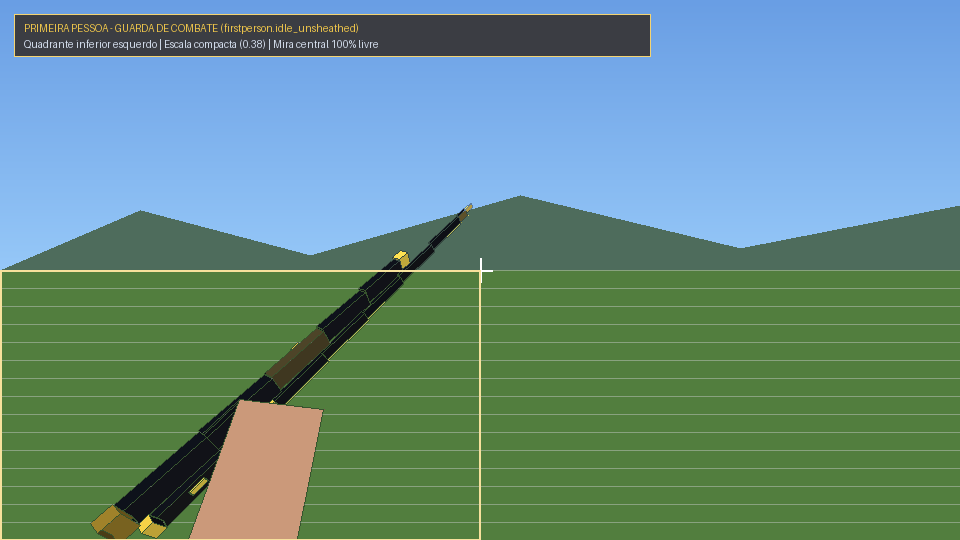 PRIMEIRA PESSOA - GUARDA DE COMBATE (firstperson.idle_unsheathed)
Quadrante inferior esquerdo | Escala compacta (0.38) | Mira central 100% livre